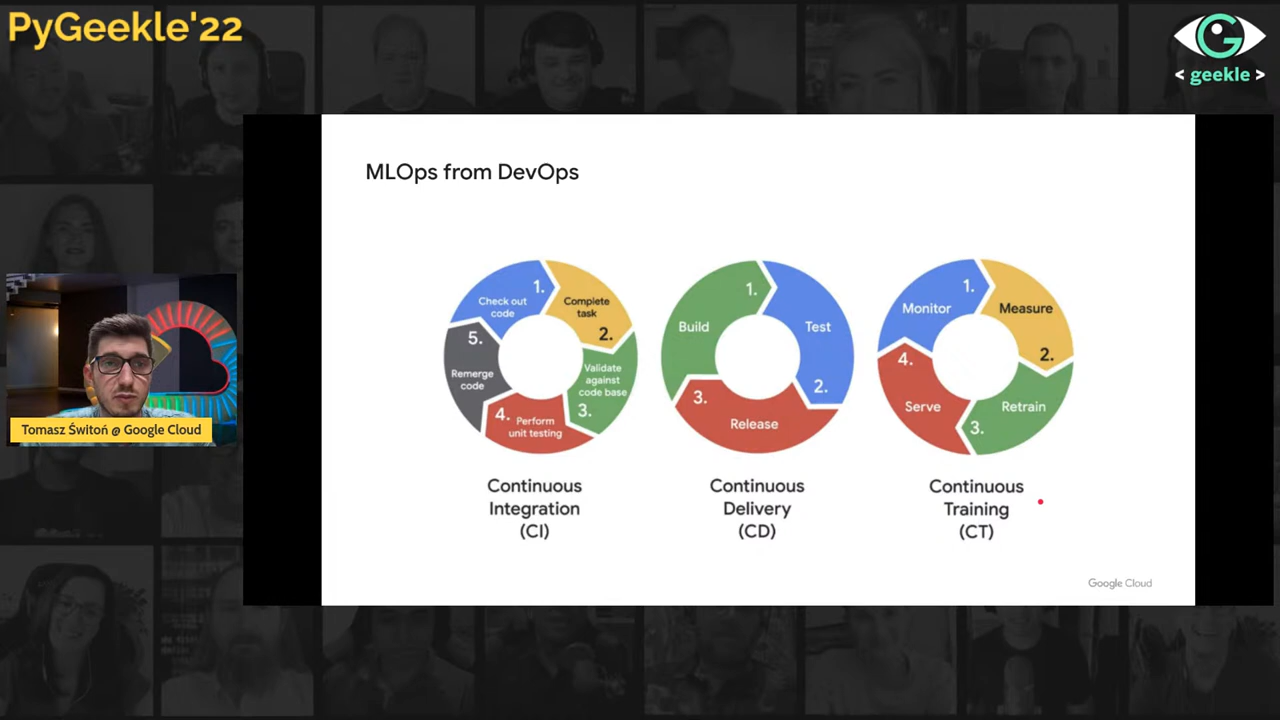 PyGeekle'22
G
< geekle >
MLOps from DevOps
1.
Check out
code
Complete
task
2.
Validate
against
code base
3.
4.
Perform
unit testing
5.
Remerge
code
1.
Build
Test
2.
3.
Release
1.
Monitor
Measure
2.
Retrain
3.
4.
Serve
Continuous
Integration
(CI)
Continuous
Delivery
(CD)
Continuous
Training
(CT)
Google Cloud
Tomasz Świtoń @ Google Cloud